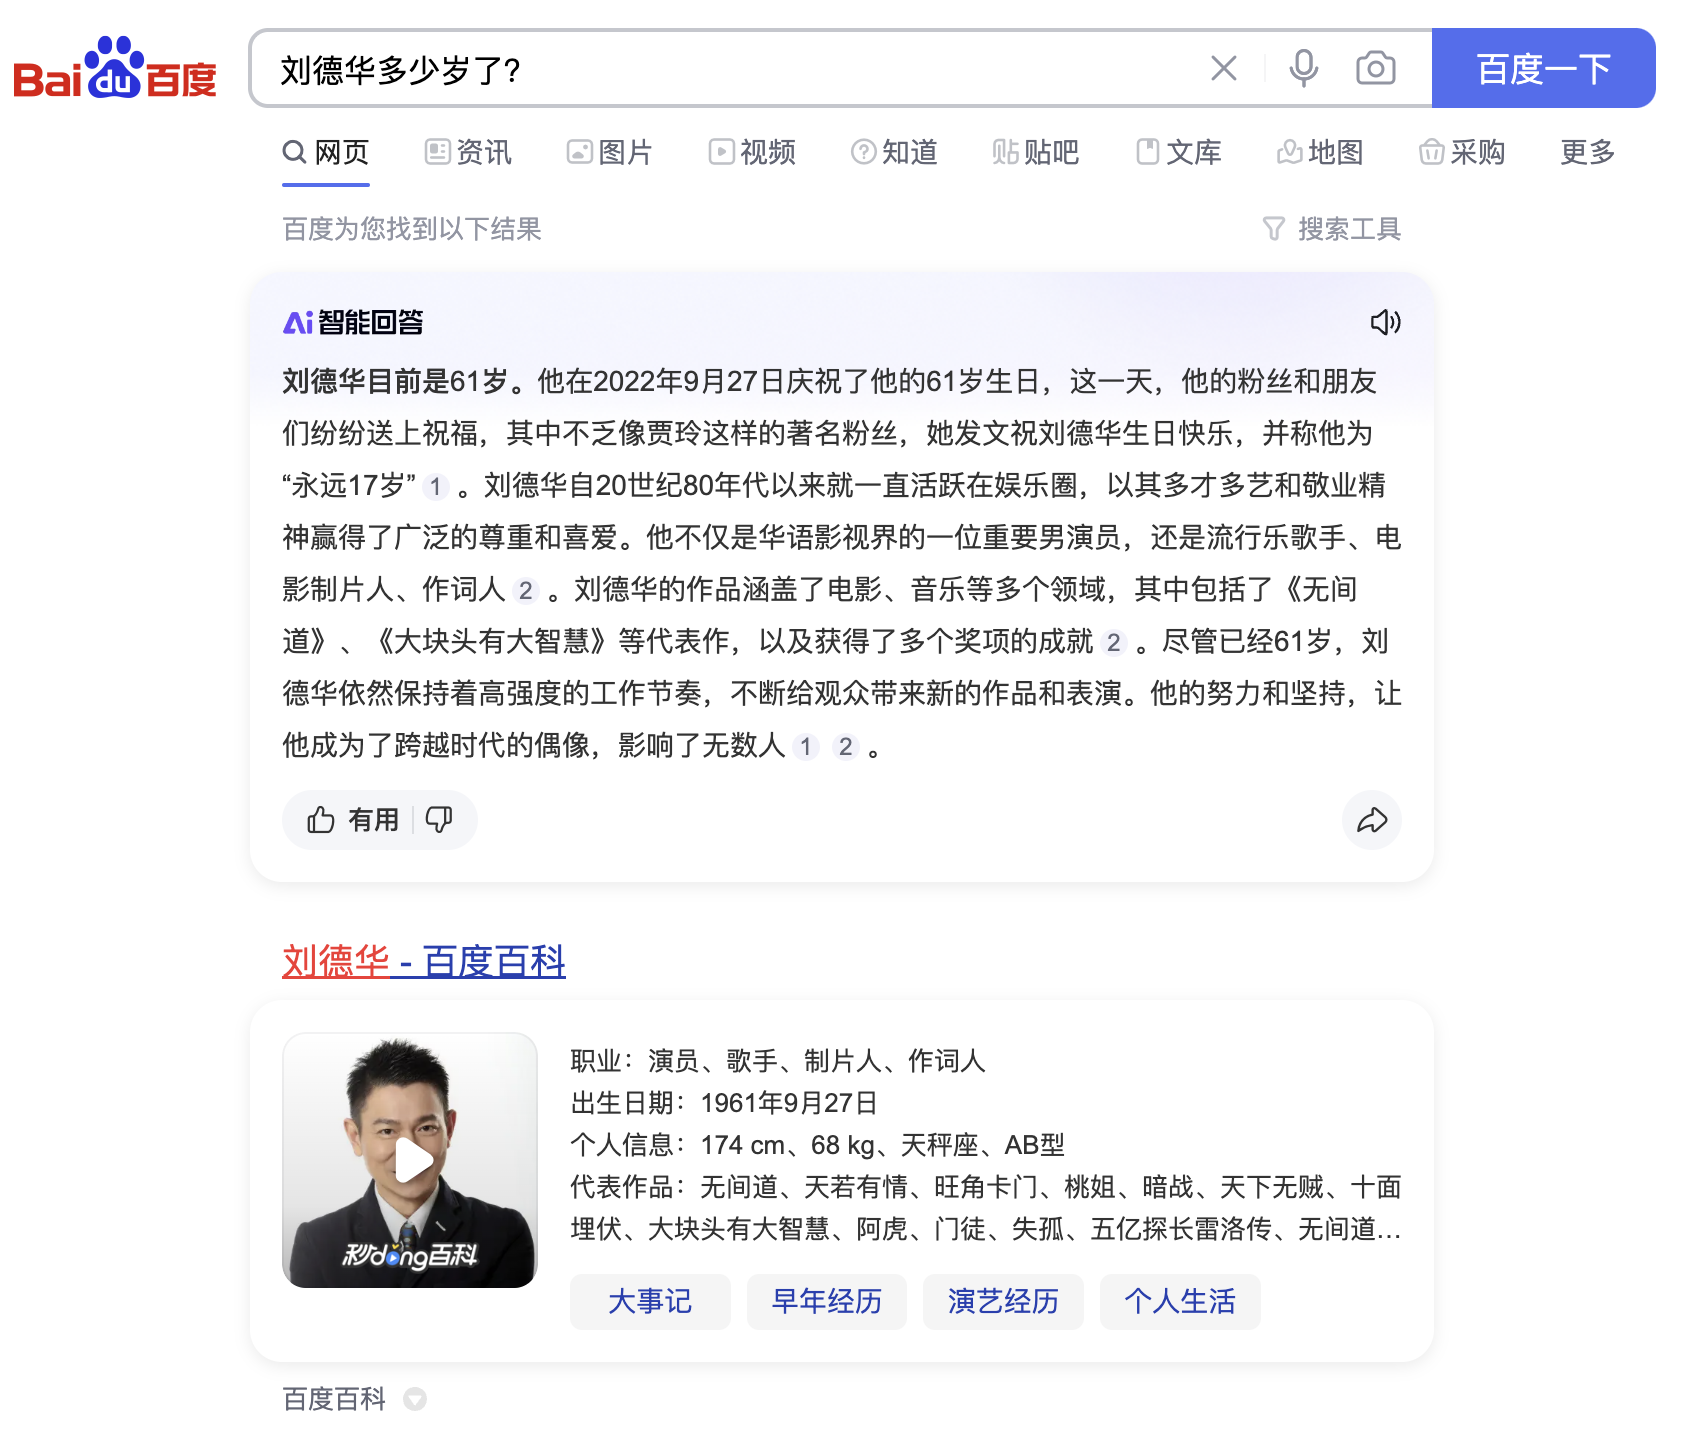 Bai du 百度
刘德华多少岁了?
百度一下
网页 资讯 图片 视频 知道 贴吧 文库 地图 采购 更多
百度为您找到以下结果 搜索工具
Ai 智能回答
刘德华目前是61岁。他在2022年9月27日庆祝了他的61岁生日，这一天，他的粉丝和朋友
们纷纷送上祝福，其中不乏像贾玲这样的著名粉丝，她发文祝刘德华生日快乐，并称他为
“永远17岁” 1 。刘德华自20世纪80年代以来就一直活跃在娱乐圈，以其多才多艺和敬业精
神赢得了广泛的尊重和喜爱。他不仅是华语影视界的一位重要男演员，还是流行乐歌手、电
影制片人、作词人 2 。刘德华的作品涵盖了电影、音乐等多个领域，其中包括了《无间
道》、《大块头有大智慧》等代表作，以及获得了多个奖项的成就 2 。尽管已经61岁，刘
德华依然保持着高强度的工作节奏，不断给观众带来新的作品和表演。他的努力和坚持，让
他成为了跨越时代的偶像，影响了无数人 1 2 。
有用
刘德华 - 百度百科
职业：演员、歌手、制片人、作词人
出生日期：1961年9月27日
个人信息：174 cm、68 kg、天秤座、AB型
代表作品：无间道、天若有情、旺角卡门、桃姐、暗战、天下无贼、十面
埋伏、大块头有大智慧、阿虎、门徒、失孤、五亿探长雷洛传、无间道...
秒dong百科
大事记 早年经历 演艺经历 个人生活
百度百科